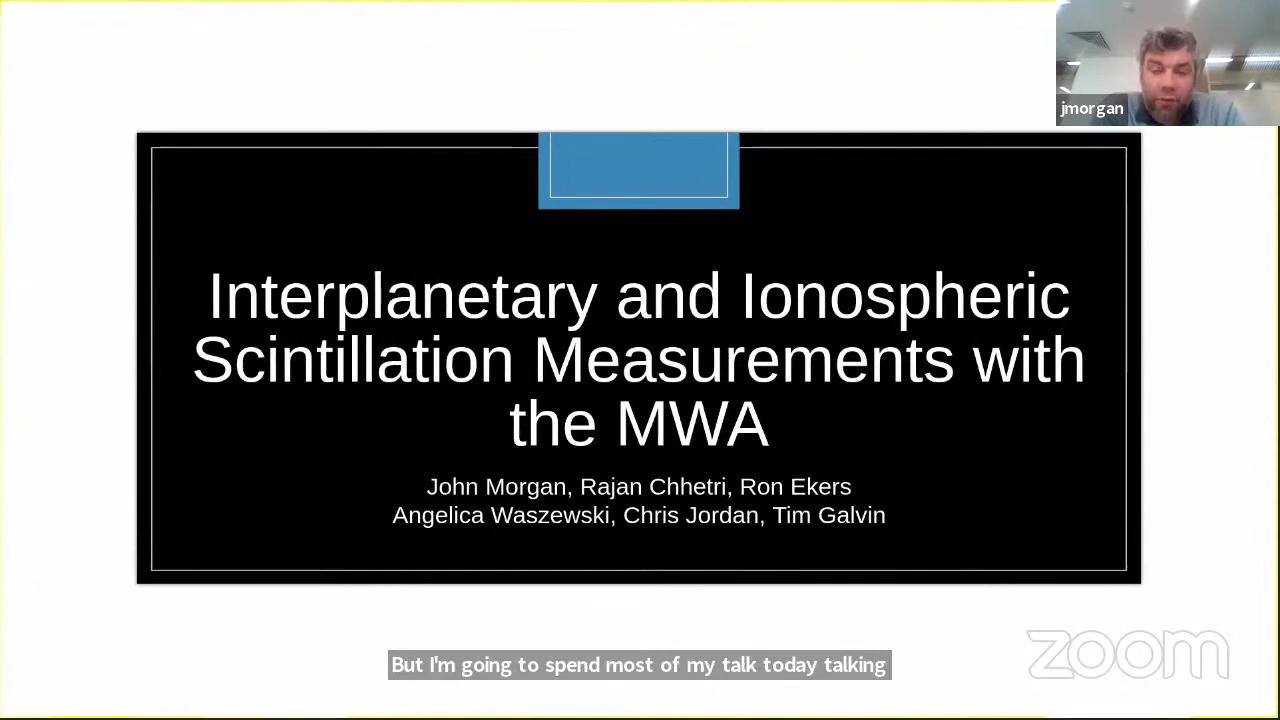 jmorgan
Interplanetary and Ionospheric
Scintillation Measurements with
the MWA
John Morgan, Rajan Chhetri, Ron Ekers
Angelica Waszewski, Chris Jordan, Tim Galvin
But I'm going to spend most of my talk today talking
zoom